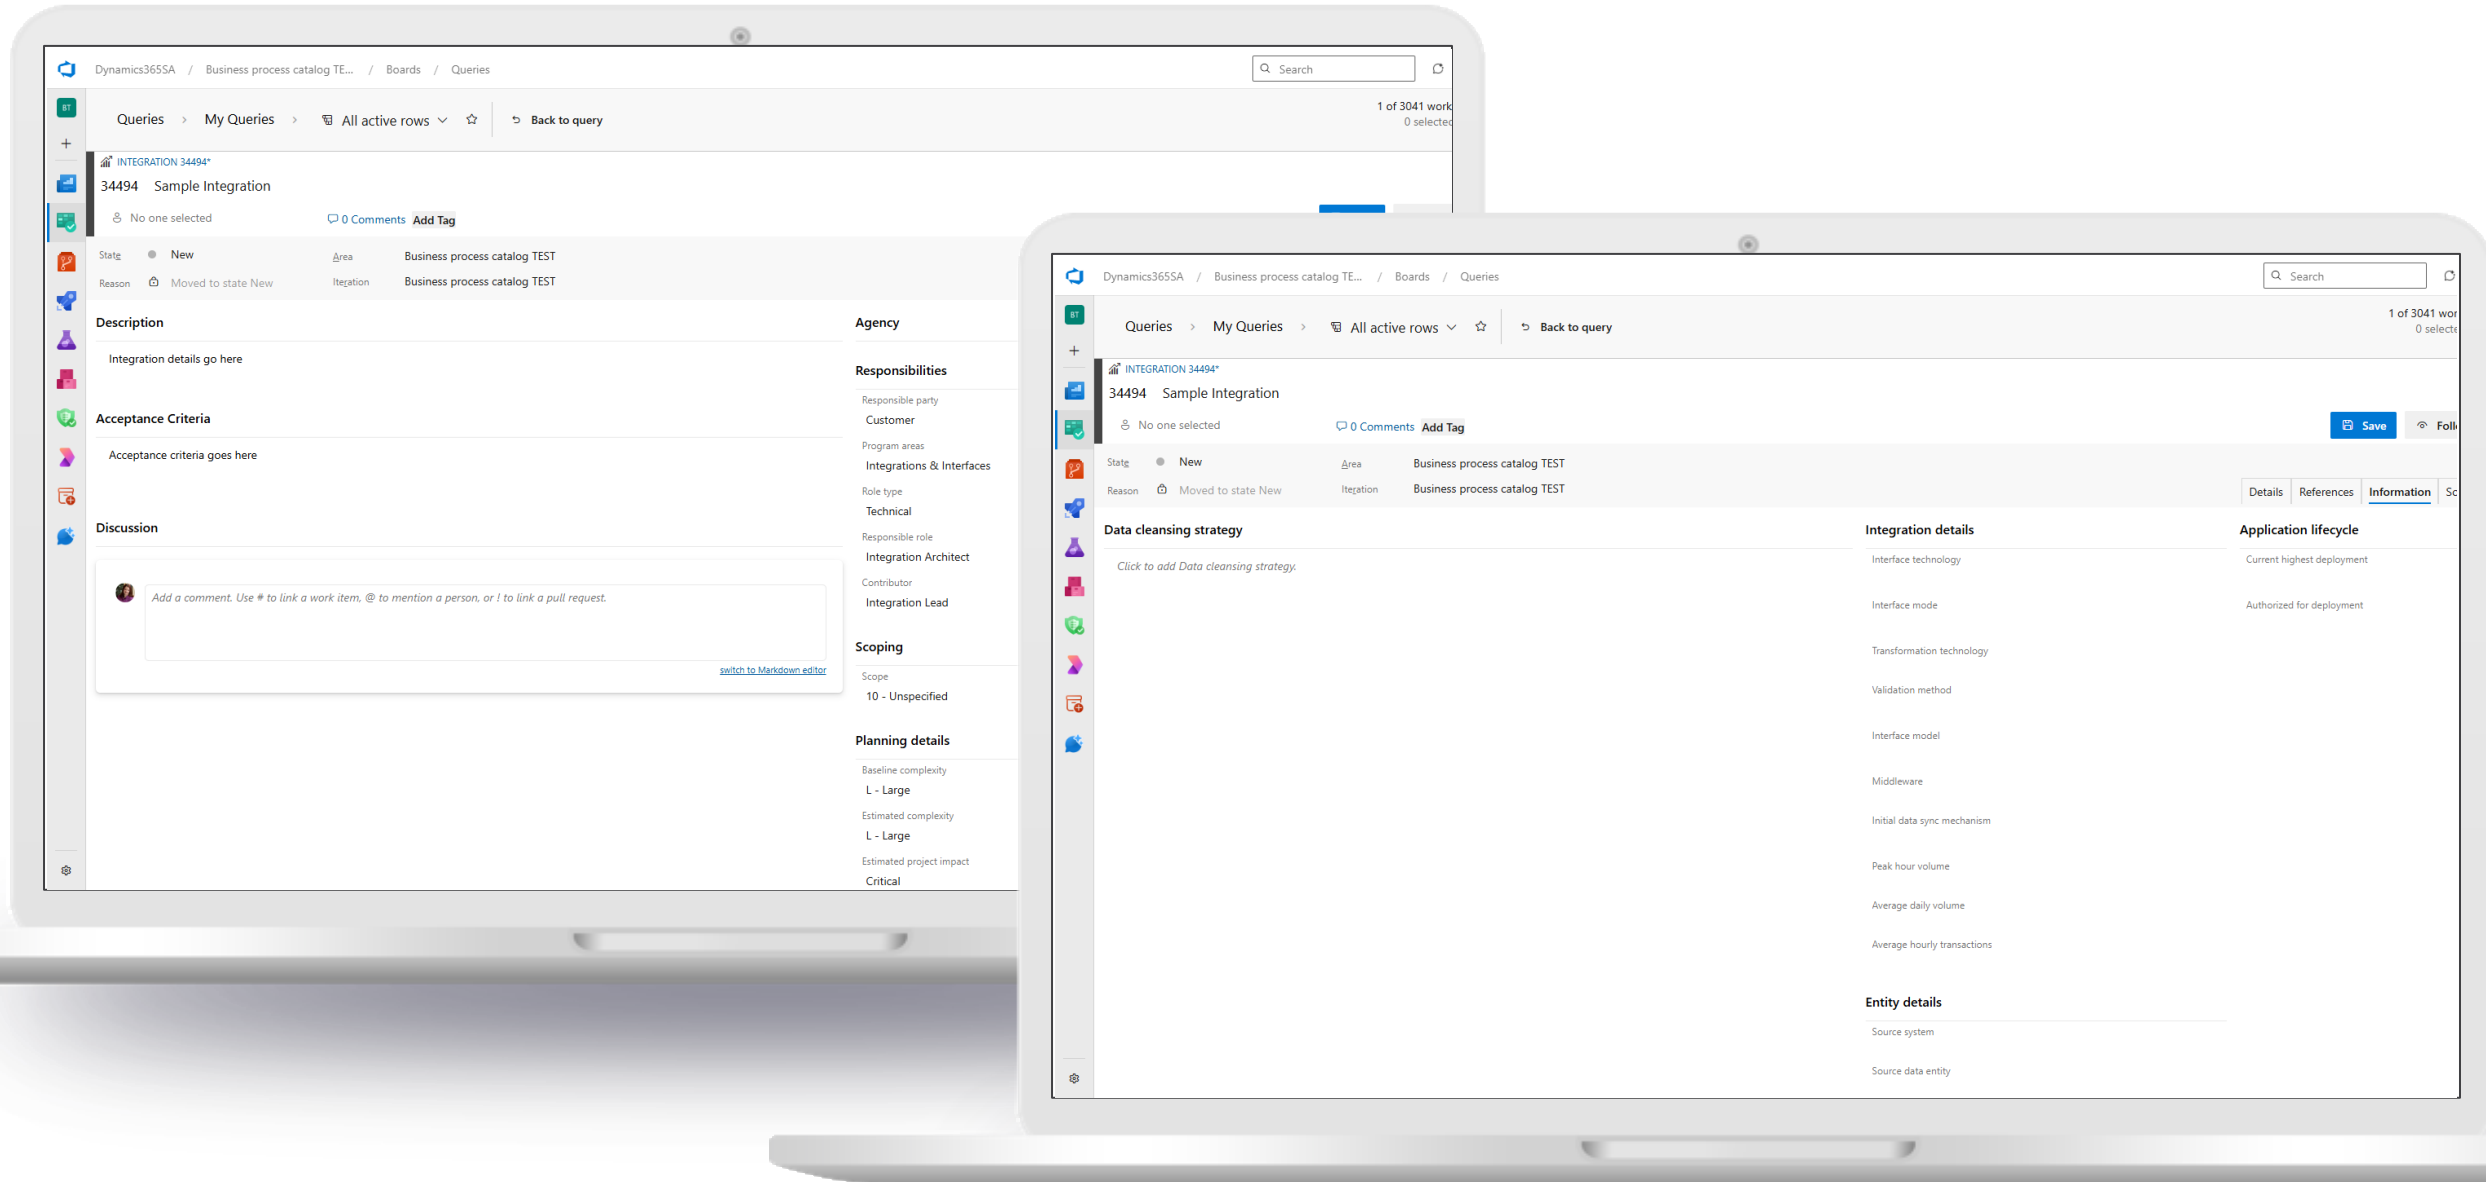 Dynamics365SA / Business process catalog TE... / Boards / Queries
Search
BT
Queries > My Queries > All active rows
Back to query
1 of 3041 work
0 selected
INTEGRATION 34494*
34494 Sample Integration
No one selected
0 Comments
Add Tag
State
New
Area
Business process catalog TEST
Reason
Moved to state New
Iteration
Business process catalog TEST
Description
Integration details go here
Acceptance Criteria
Acceptance criteria goes here
Discussion
Add a comment. Use # to link a work item, @ to mention a person, or ! to link a pull request.
switch to Markdown editor
Agency
Responsibilities
Responsible party
Customer
Program areas
Integrations & Interfaces
Role type
Technical
Responsible role
Integration Architect
Contributor
Integration Lead
Scoping
Scope
10 - Unspecified
Planning details
Baseline complexity
L - Large
Estimated complexity
L - Large
Estimated project impact
Critical
Dynamics365SA / Business process catalog TE... / Boards / Queries
Search
BT
Queries > My Queries > All active rows
Back to query
1 of 3041 wor
0 selecte
INTEGRATION 34494*
34494 Sample Integration
No one selected
0 Comments
Add Tag
Save
Foll
State
New
Area
Business process catalog TEST
Reason
Moved to state New
Iteration
Business process catalog TEST
Details
References
Information
Sc
Data cleansing strategy
Click to add Data cleansing strategy.
Integration details
Interface technology
Interface mode
Transformation technology
Validation method
Interface model
Middleware
Initial data sync mechanism
Peak hour volume
Average daily volume
Average hourly transactions
Entity details
Source system
Source data entity
Application lifecycle
Current highest deployment
Authorized for deployment